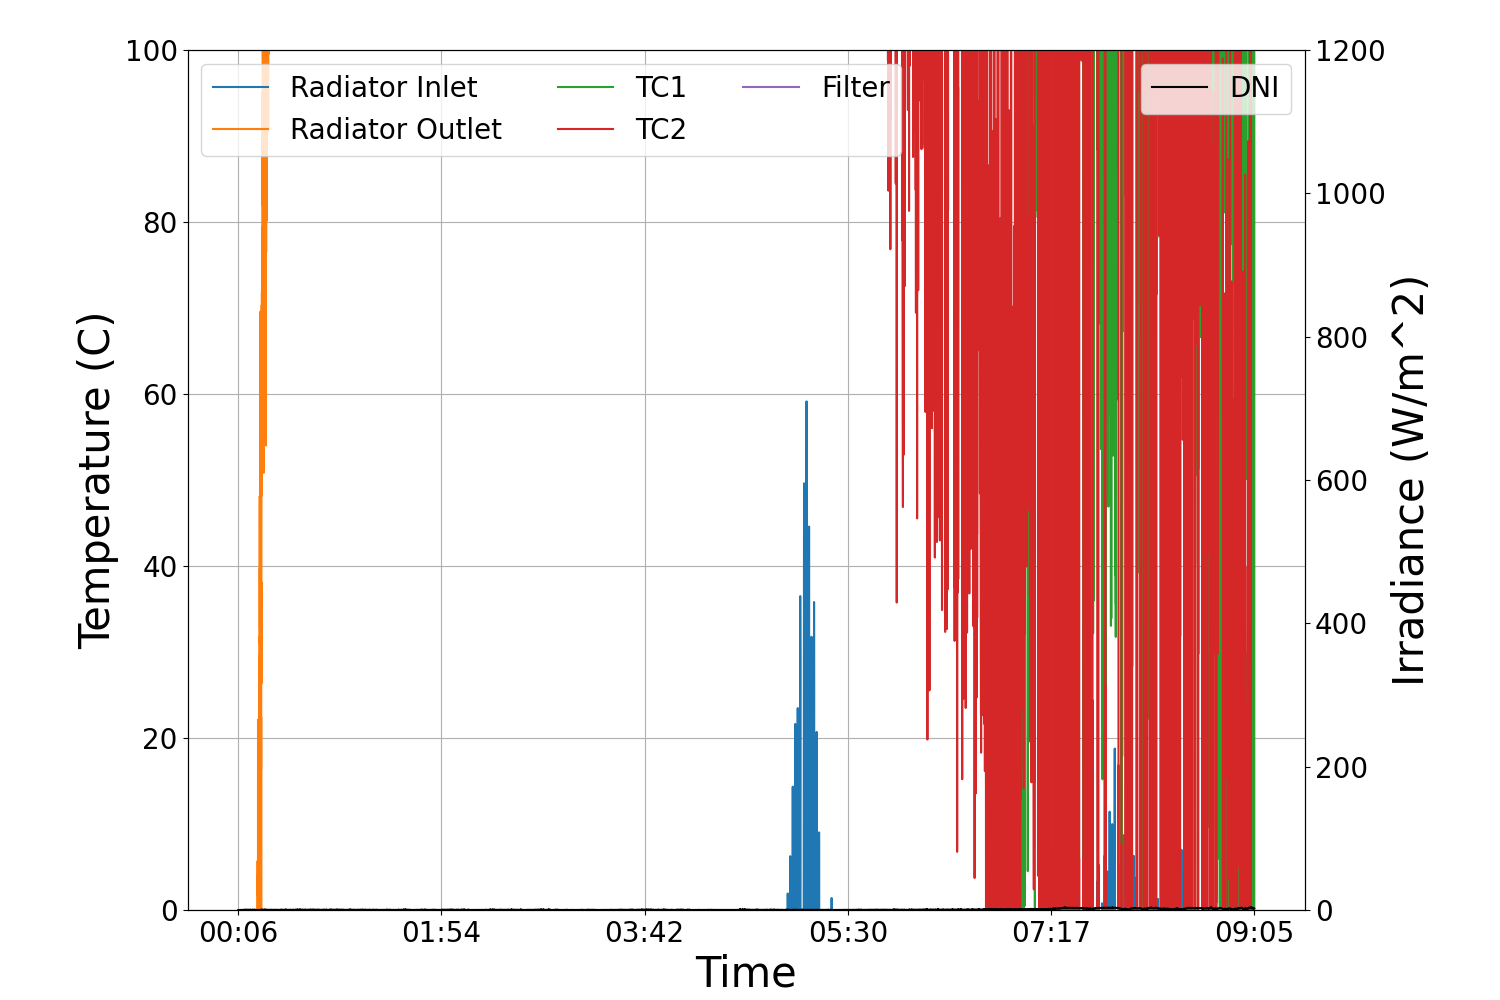 100
80
60
40
20
0
Temperature (C)
Radiator Inlet
Radiator Outlet
TC1
TC2
Filter
DNI
1200
1000
800
600
400
200
0
Irradiance (W/m^2)
00:06 01:54 03:42 05:30 07:17 09:05
Time